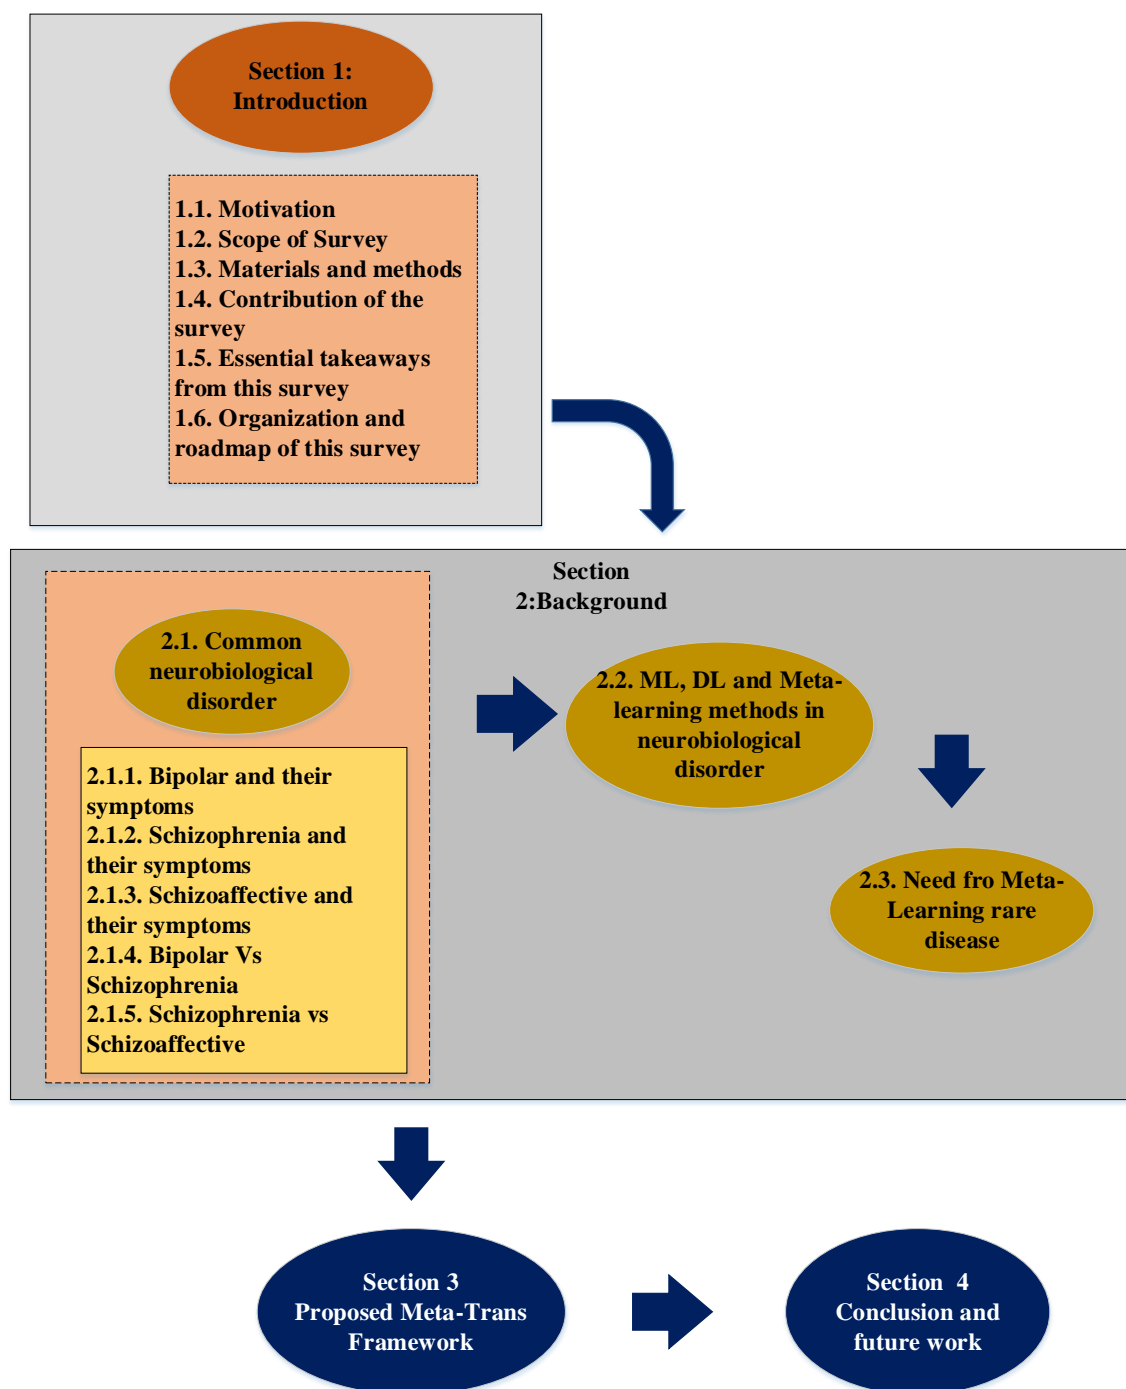 Section 1:
Introduction
1.1. Motivation
1.2. Scope of Survey
1.3. Materials and methods
1.4. Contribution of the
survey
1.5. Essential takeaways
from this survey
1.6. Organization and
roadmap of this survey
Section
2:Background
2.1. Common
neurobiological
disorder
2.1.1. Bipolar and their
symptoms
2.1.2. Schizophrenia and
their symptoms
2.1.3. Schizoaffective and
their symptoms
2.1.4. Bipolar Vs
Schizophrenia
2.1.5. Schizophrenia vs
Schizoaffective
2.2. ML, DL and Meta-
learning methods in
neurobiological
disorder
2.3. Need fro Meta-
Learning rare
disease
Section 3
Proposed Meta-Trans
Framework
Section 4
Conclusion and
future work